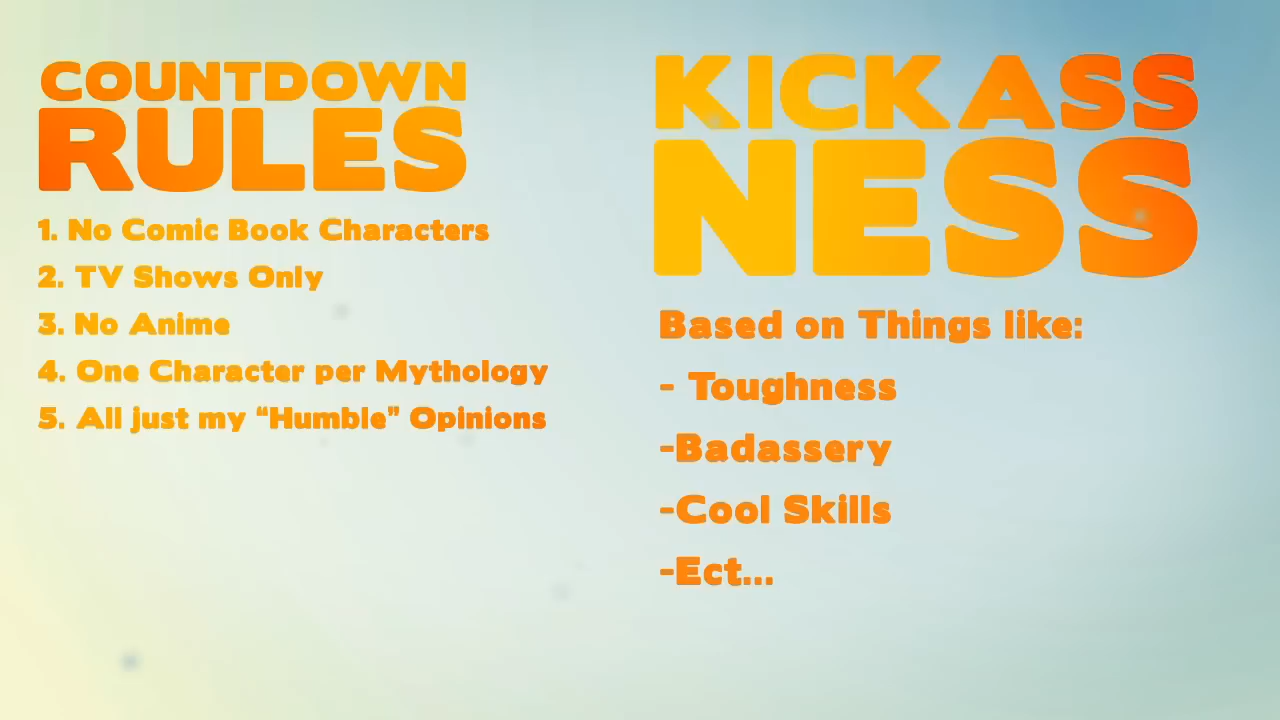 COUNTDOWN
RULES
1. No Comic Book Characters
2. TV Shows Only
3. No Anime
4. One Character per Mythology
5. All just my “Humble” Opinions
KICKASS
NESS
Based on Things like:
- Toughness
-Badassery
-Cool Skills
-Ect...